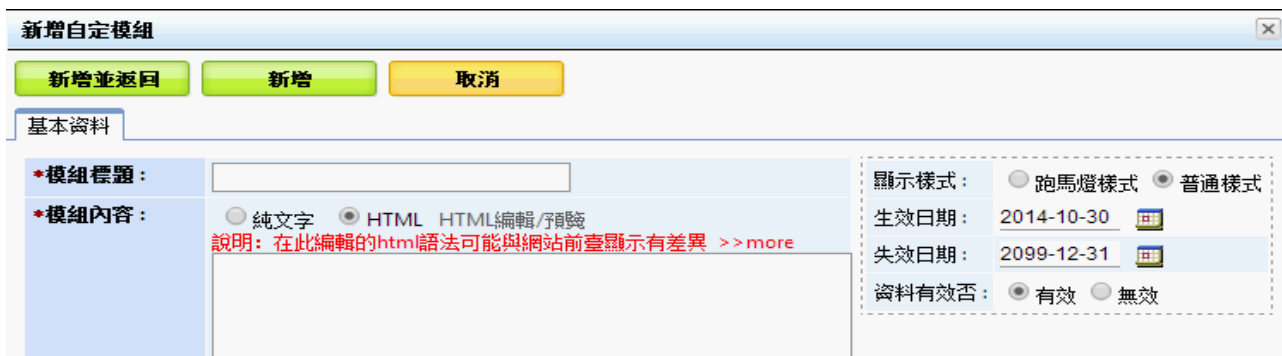 新增自定模組
新增並返回 新增 取消
基本資料
*模組標題：
*模組內容： 純文字 HTML HTML編輯/預覽
說明：在此編輯的html語法可能與網站前臺顯示有差異 >>more
顯示樣式： 跑馬燈樣式 普通樣式
生效日期： 2014-10-30
失效日期： 2099-12-31
資料有效否： 有效 無效